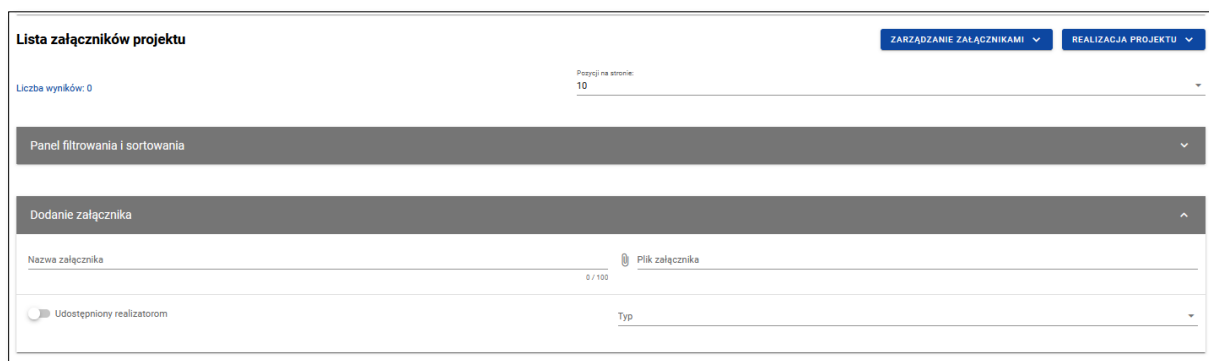 Lista załączników projektu
ZARZĄDZANIE ZAŁĄCZNIKAMI
REALIZACJA PROJEKTU
Liczba wyników: 0
Pozycji na stronie:
10
Panel filtrowania i sortowania
Dodanie załącznika
Nazwa załącznika
0 / 100
Plik załącznika
Udostępniony realizatorom
Typ